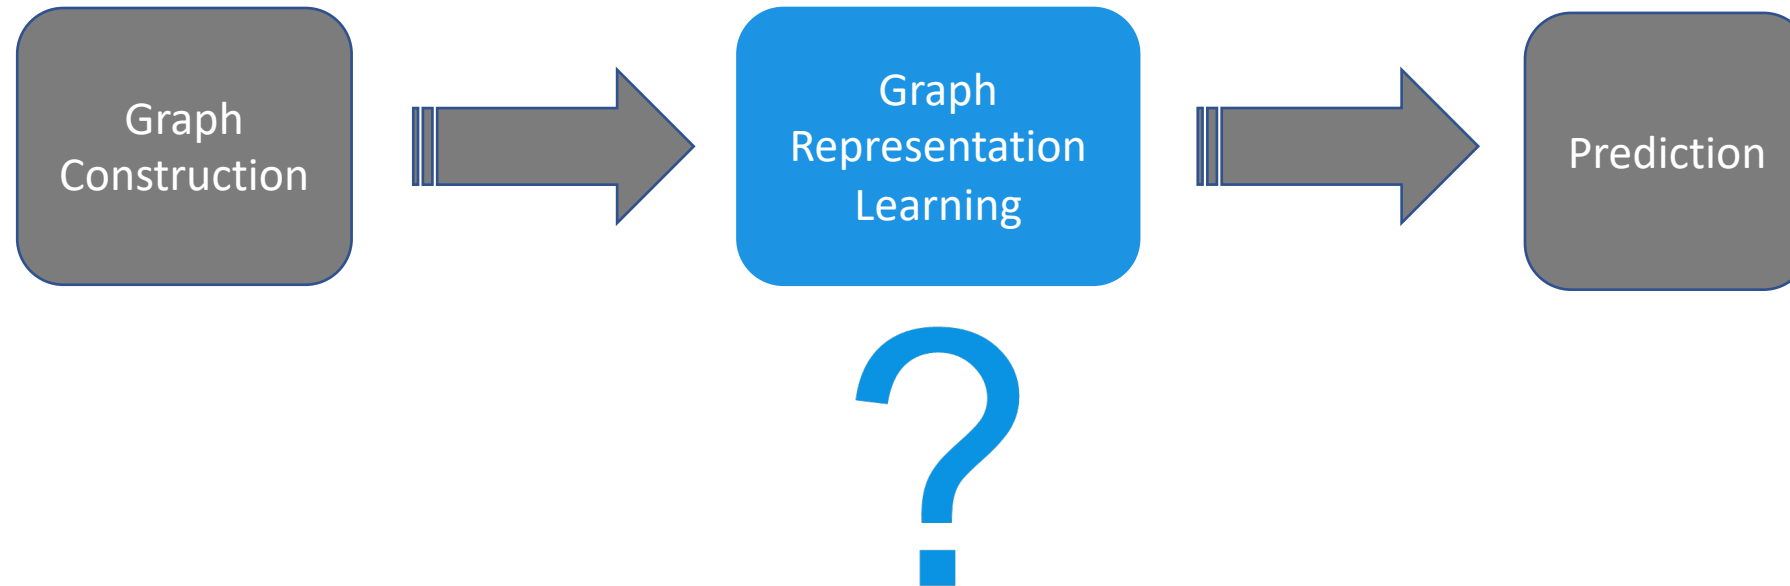 Graph
Construction
Graph
Representation
Learning
Prediction
?